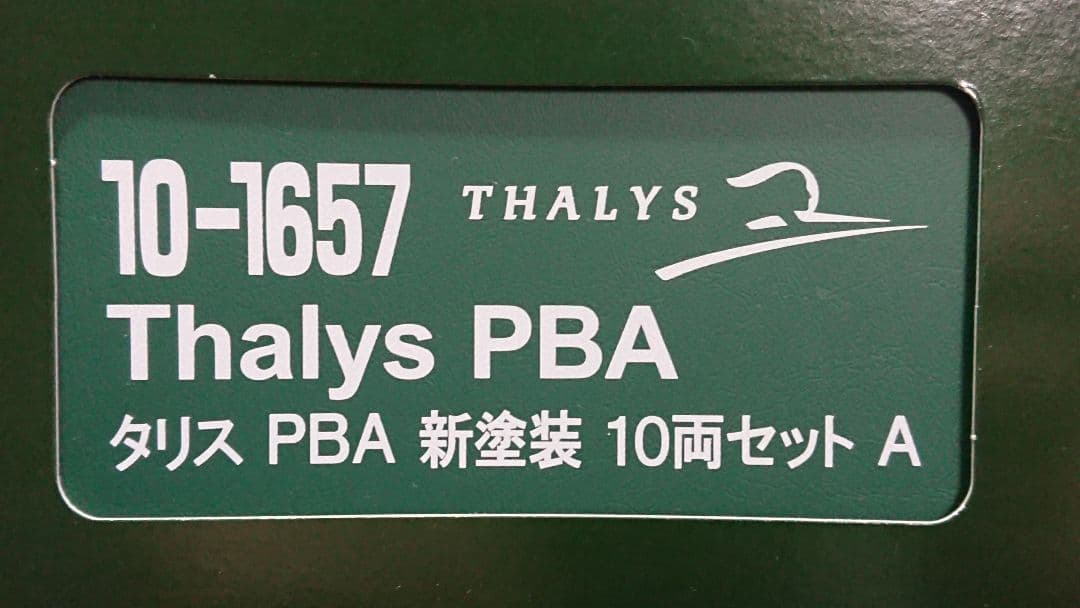 10-1657 THALYS
Thalys PBA
タリス PBA 新塗装 10両セット A